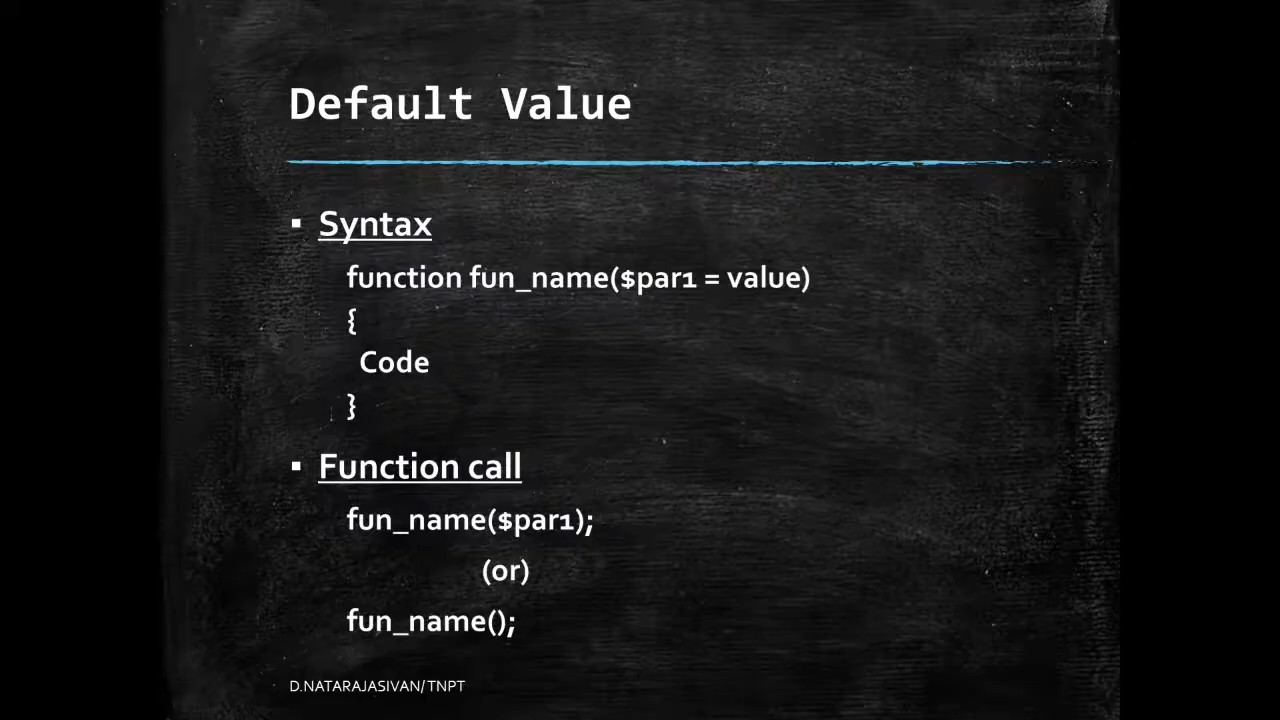 Default Value
▪ Syntax
function fun_name($par1 = value)
{
Code
}
▪ Function call
fun_name($par1);
(or)
fun_name();
D.NATARAJASIVAN/TNPT